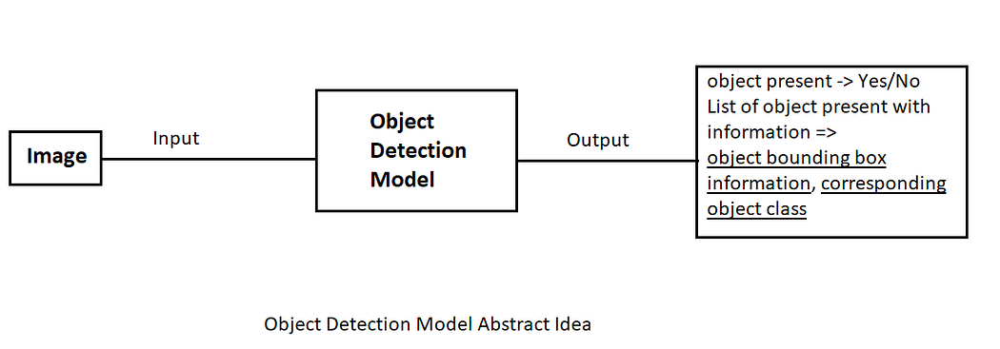 Image
Input
Object
Detection
Model
Output
object present -> Yes/No
List of object present with
information =>
object bounding box
information, corresponding
object class
Object Detection Model Abstract Idea